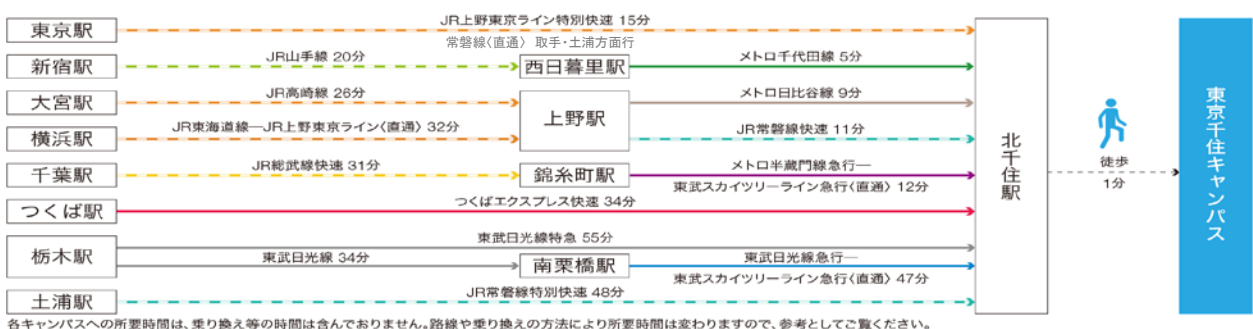 東京駅
JR上野東京ライン特別快速 15分
常磐線〈直通〉 取手・土浦方面行
新宿駅
JR山手線 20分
西日暮里駅
メトロ千代田線 5分
大宮駅
JR高崎線 26分
上野駅
メトロ日比谷線 9分
横浜駅
JR東海道線―JR上野東京ライン〈直通〉 32分
JR常磐線快速 11分
千葉駅
JR総武線快速 31分
錦糸町駅
メトロ半蔵門線急行―
東武スカイツリーライン急行〈直通〉 12分
つくば駅
つくばエクスプレス快速 34分
栃木駅
東武日光線特急 55分
東武日光線 34分
南栗橋駅
東武日光線急行―
東武スカイツリーライン急行〈直通〉 47分
土浦駅
JR常磐線特別快速 48分
北千住駅
徒歩
1分
東京千住キャンパス
各キャンパスへの所要時間は、乗り換え等の時間は含んでおりません。路線や乗り換えの方法により所要時間は変わりますので、参考としてご覧ください。